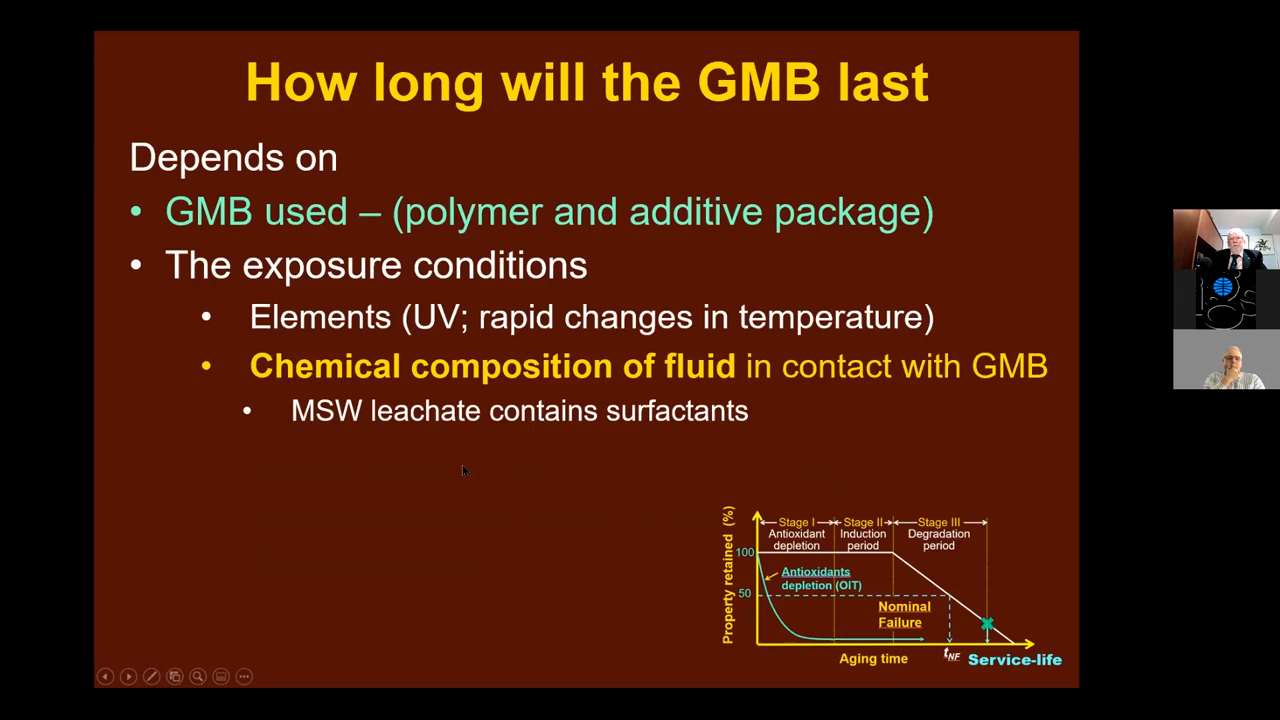 How long will the GMB last
Depends on
• GMB used – (polymer and additive package)
• The exposure conditions
• Elements (UV; rapid changes in temperature)
• Chemical composition of fluid in contact with GMB
• MSW leachate contains surfactants
Property retained (%)
100
50
Stage I
Antioxidant
depletion
Stage II
Induction
period
Stage III
Degradation
period
Antioxidants
depletion (OIT)
Nominal
Failure
Aging time
tNF
Service-life